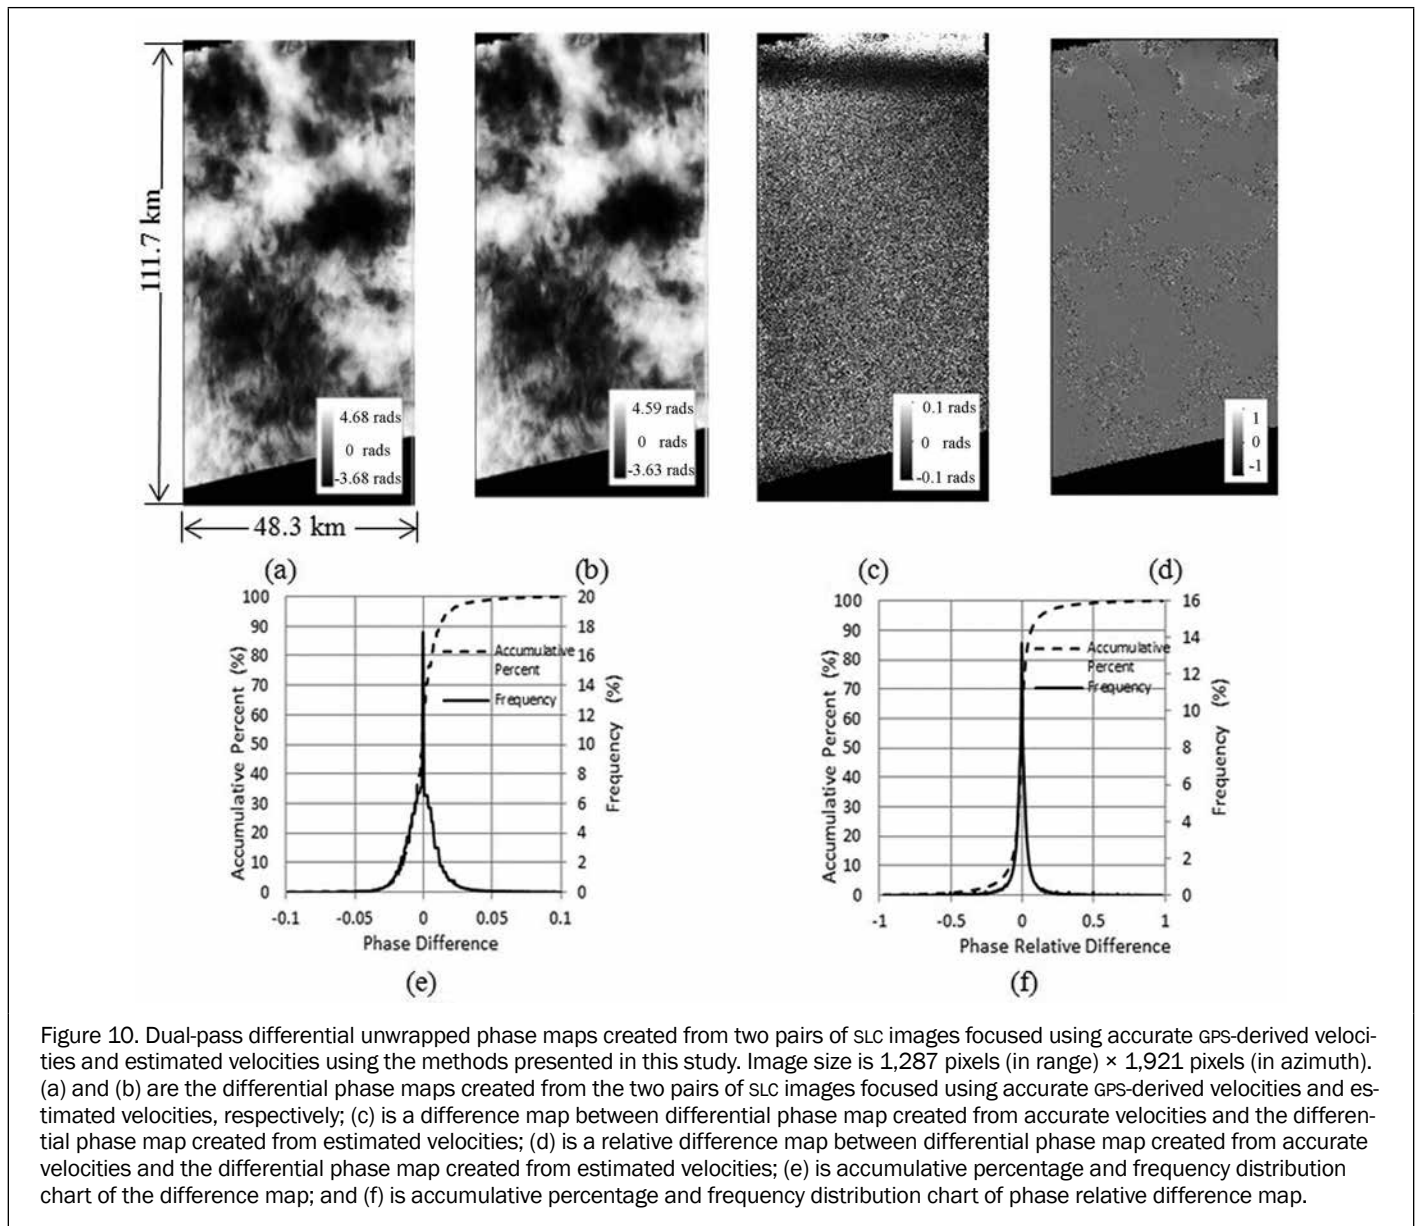 111.7 km
48.3 km
4.68 rads
0 rads
-3.68 rads
4.59 rads
0 rads
-3.63 rads
0.1 rads
0 rads
-0.1 rads
1
0
-1
(a)
(b)
(c)
(d)
100
90
80
70
60
50
40
30
20
10
0
Accumulative Percent (%)
20
18
16
14
12
10
8
6
4
2
0
Frequency (%)
Accumulative
Percent
Frequency
-0.1
-0.05
0
0.05
0.1
Phase Difference
(e)
100
90
80
70
60
50
40
30
20
10
0
Accumulative Percent (%)
16
14
12
10
8
6
4
2
0
Frequency (%)
Accumulative
Percent
Frequency
-1
-0.5
0
0.5
1
Phase Relative Difference
(f)
Figure 10. Dual-pass differential unwrapped phase maps created from two pairs of SLC images focused using accurate GPS-derived veloci-
ties and estimated velocities using the methods presented in this study. Image size is 1,287 pixels (in range) × 1,921 pixels (in azimuth).
(a) and (b) are the differential phase maps created from the two pairs of SLC images focused using accurate GPS-derived velocities and es-
timated velocities, respectively; (c) is a difference map between differential phase map created from accurate velocities and the differen-
tial phase map created from estimated velocities; (d) is a relative difference map between differential phase map created from accurate
velocities and the differential phase map created from estimated velocities; (e) is accumulative percentage and frequency distribution
chart of the difference map; and (f) is accumulative percentage and frequency distribution chart of phase relative difference map.